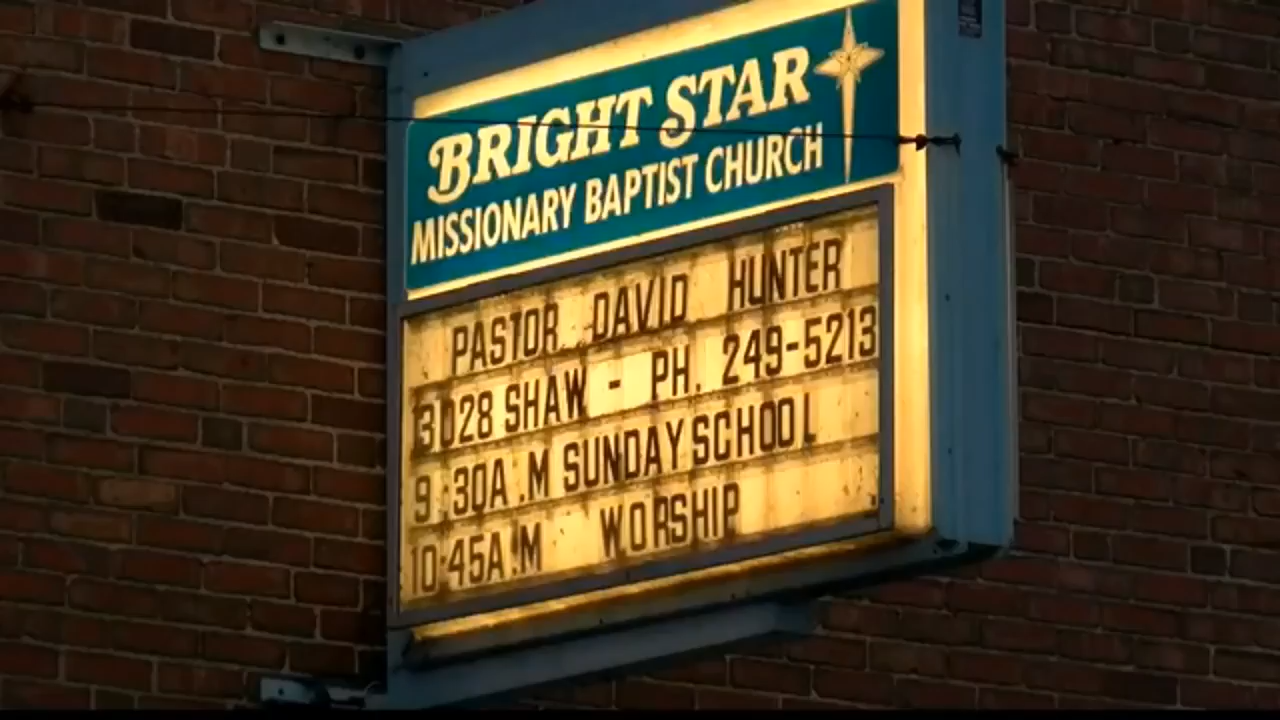 BRIGHT STAR
MISSIONARY BAPTIST CHURCH
PASTOR DAVID HUNTER
3028 SHAW - PH. 249-5213
9:30A.M SUNDAY SCHOOL
10:45A.M WORSHIP